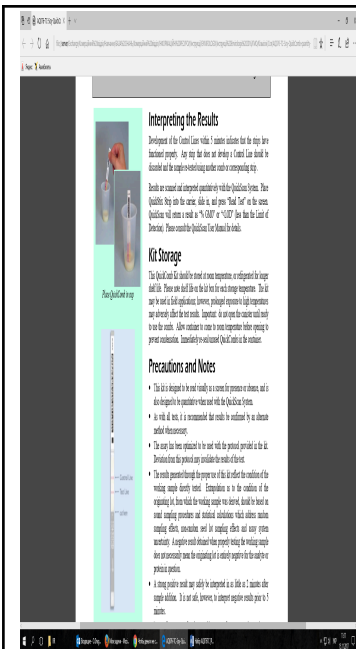 Interpreting the Results
Development of the Control Lines within 5 minutes indicates that the strips have
functioned properly. Any strip that does not develop a Control Line should be
discarded and the sample re-tested using another comb or corresponding strip.
Results are scanned and interpreted quantitatively with the QuickScan System. Place
QuickStix Strip into the carrier, slide in, and press "Read Test" on the screen.
QuickScan will return a result in "% GMO" or "<LOD" (less than the Limit of
Detection). Please consult the QuickScan User Manual for details.
Place QuickComb in cup
Kit Storage
This QuickComb Kit should be stored at room temperature, or refrigerated for longer
shelf life. Please note shelf life on the kit box for each storage temperature. The kit
may be used in field applications; however, prolonged exposure to high temperatures
may adversely affect the test results. Important: do not open the canister until ready
to use the combs. Allow canister to come to room temperature before opening to
prevent condensation. Immediately re-seal unused QuickCombs in the container.
Precautions and Notes
• This kit is designed to be read visually as a screen for presence or absence, and is
also designed to be quantitative when used with the QuickScan System.
• As with all tests, it is recommended that results be confirmed by an alternate
method when necessary.
• The assay has been optimized to be used with the protocol provided in the kit.
Deviation from this protocol may invalidate the results of the test.
• The results generated through the proper use of this kit reflect the condition of the
working sample directly tested. Extrapolation as to the condition of the
originating lot, from which the working sample was derived, should be based on
sound sampling procedures and statistical calculations which address random
sampling effects, non-random seed lot sampling effects and assay system
uncertainty. A negative result obtained when properly testing the working sample
does not necessarily mean the originating lot is entirely negative for the analyte or
protein in question.
• A strong positive result may safely be interpreted in as little as 2 minutes after
sample addition. It is not safe, however, to interpret negative results prior to 5
minutes.
Control Line
Test Line